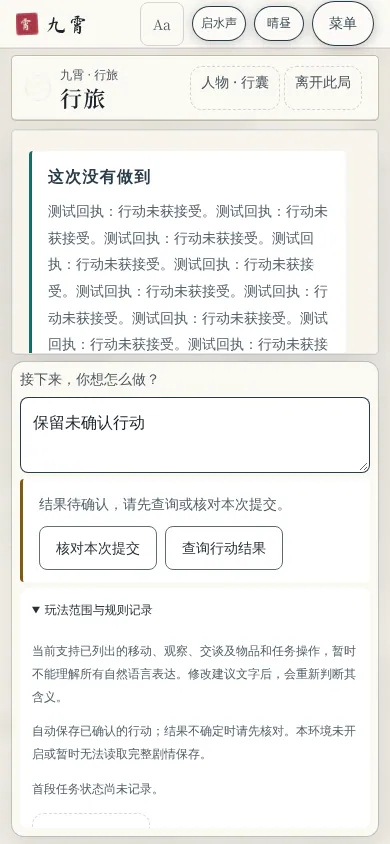 霄 九霄 Aa 启水声 晴昼 菜单
九霄 · 行旅
行旅
人物 · 行囊 离开此局
这次没有做到
测试回执：行动未获接受。测试回执：行动未
获接受。测试回执：行动未获接受。测试回
执：行动未获接受。测试回执：行动未获接
受。测试回执：行动未获接受。测试回执：行
动未获接受。测试回执：行动未获接受。测试
回执：行动未获接受。测试回执：行动未获接
接下来，你想怎么做？
保留未确认行动
结果待确认，请先查询或核对本次提交。
核对本次提交 查询行动结果
▼ 玩法范围与规则记录
当前支持已列出的移动、观察、交谈及物品和任务操作，暂时
不能理解所有自然语言表达。修改建议文字后，会重新判断其
含义。
自动保存已确认的行动；结果不确定时请先核对。本环境未开
启或暂时无法读取完整剧情保存。
首段任务状态尚未记录。